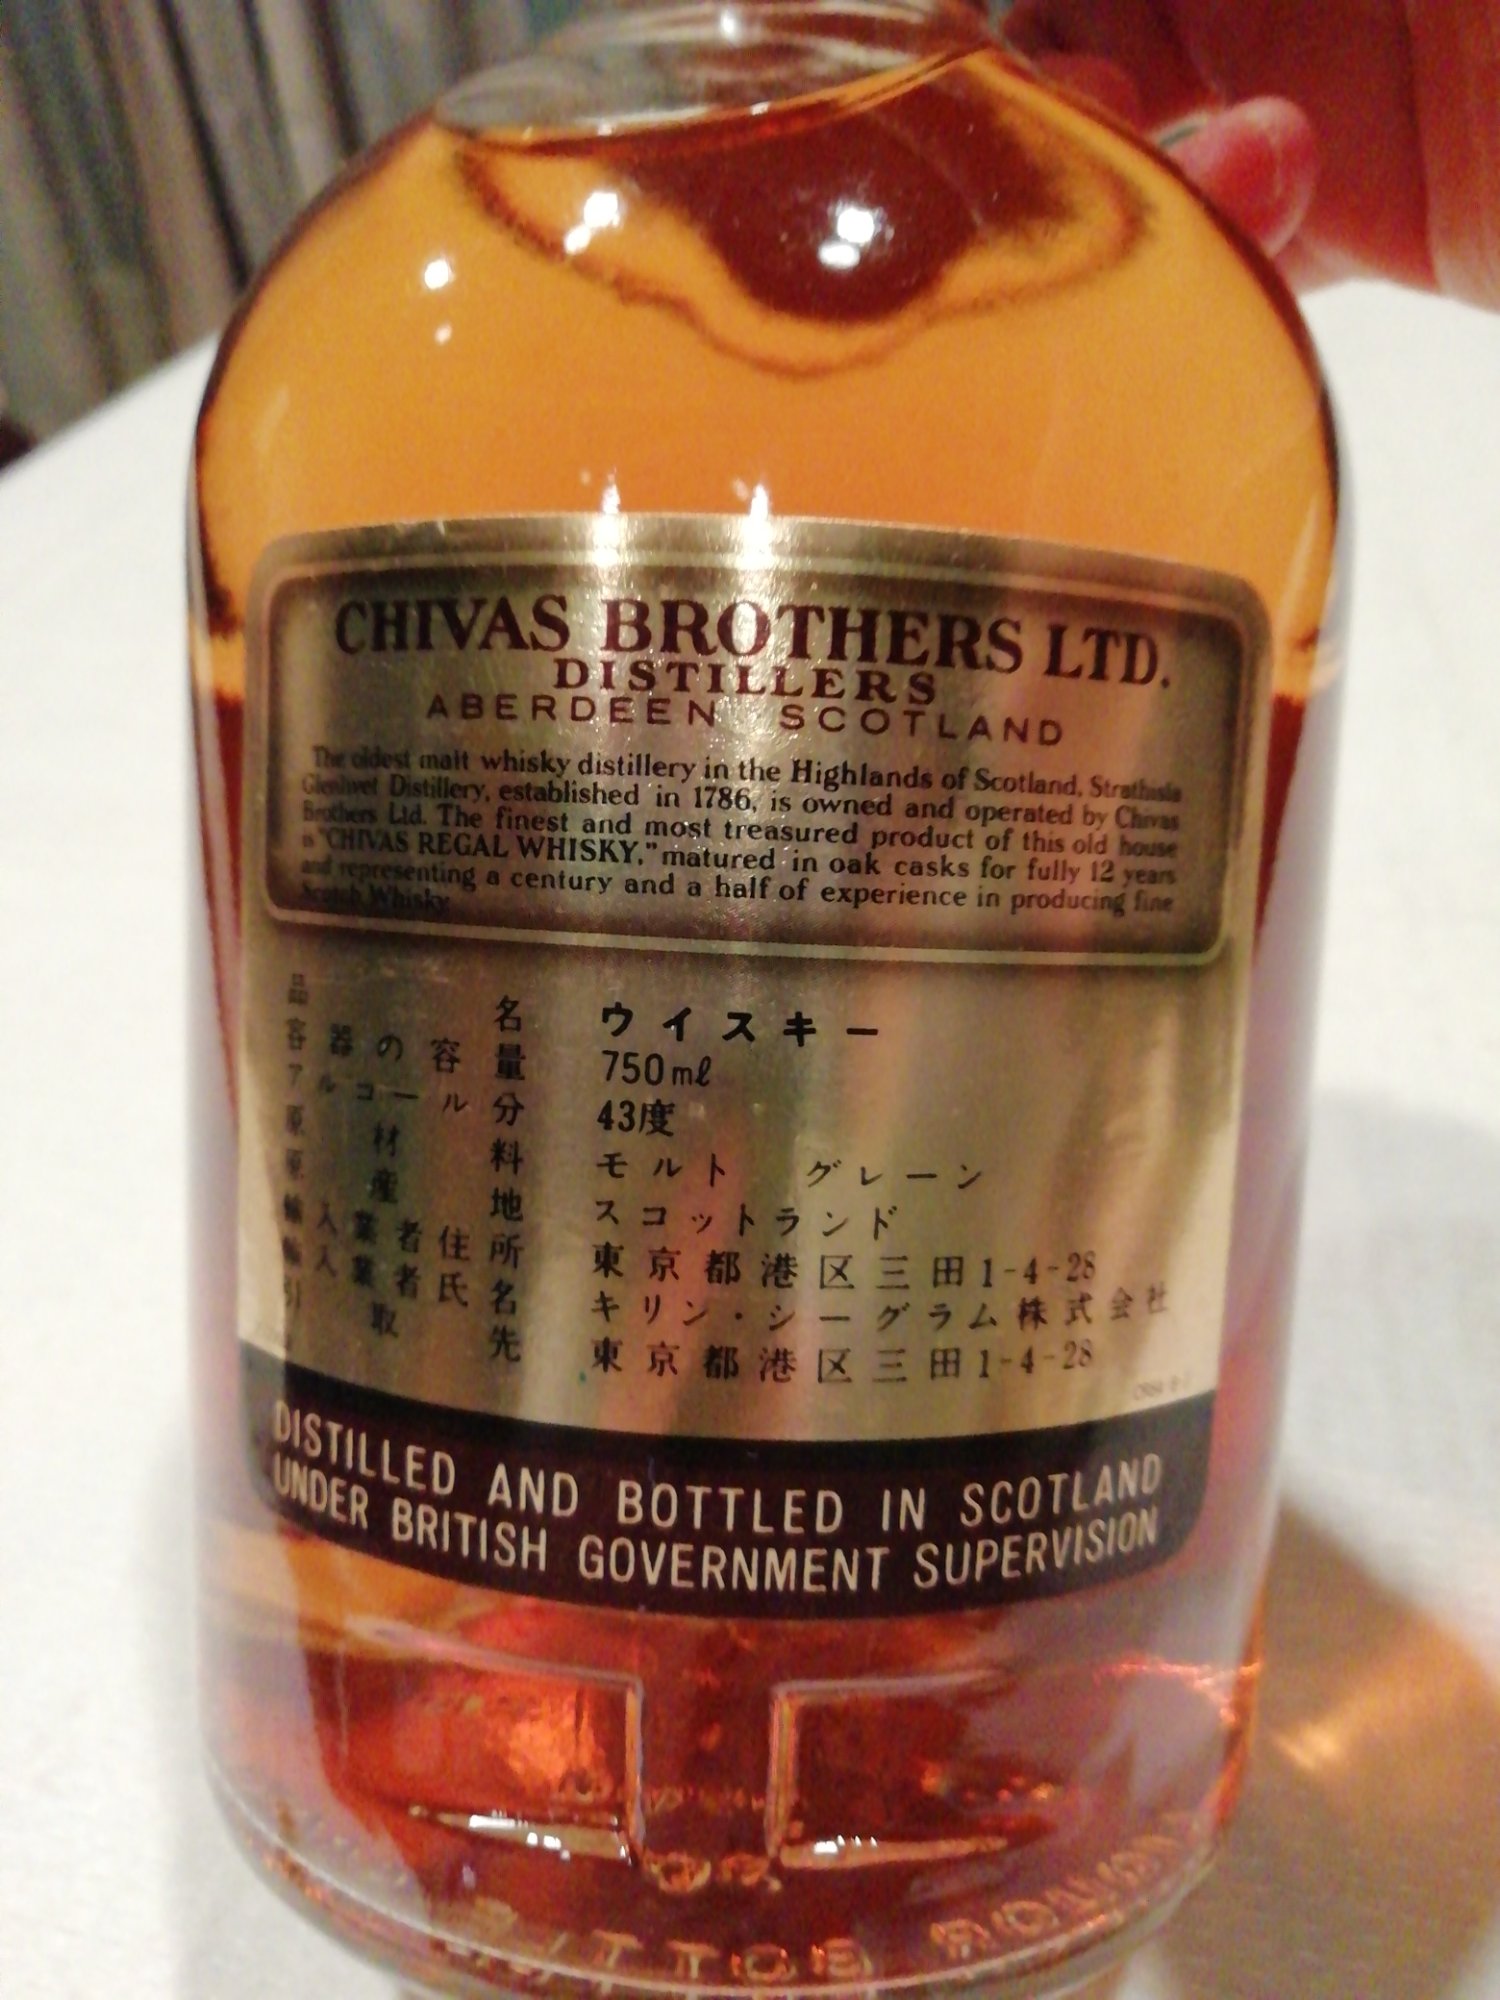 CHIVAS BROTHERS LTD.
DISTILLERS
ABERDEEN SCOTLAND
The oldest malt whisky distillery in the Highlands of Scotland, Strathisla
Glenlivet Distillery, established in 1786, is owned and operated by Chivas
Brothers Ltd. The finest and most treasured product of this old house
is "CHIVAS REGAL WHISKY," matured in oak casks for fully 12 years
and representing a century and a half of experience in producing fine
Scotch Whisky
品名 ウイスキー
容器の容量 750ml
アルコール分 43度
原材料 モルト グレーン
原産地 スコットランド
輸入業者住所 東京都港区三田1-4-28
輸入業者氏名 キリン・シーグラム株式会社
引取先 東京都港区三田1-4-28
DISTILLED AND BOTTLED IN SCOTLAND
UNDER BRITISH GOVERNMENT SUPERVISION